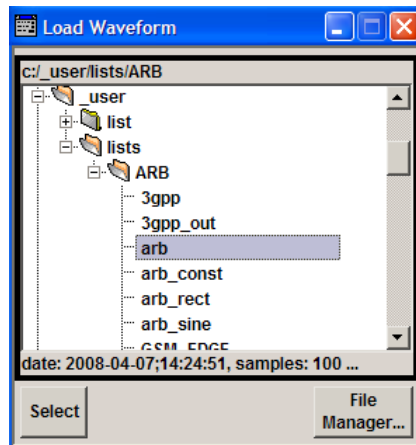 Load Waveform
c:/_user/lists/ARB
_user
list
lists
ARB
3gpp
3gpp_out
arb
arb_const
arb_rect
arb_sine
GSM_EDGE
date: 2008-04-07;14:24:51, samples: 100 ...
Select
File
Manager...